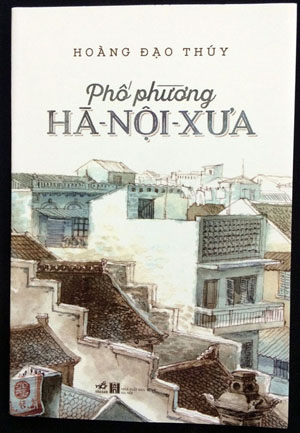 HOÀNG ĐẠO THÚY
Phố phường
HÀ-NỘI-XƯA